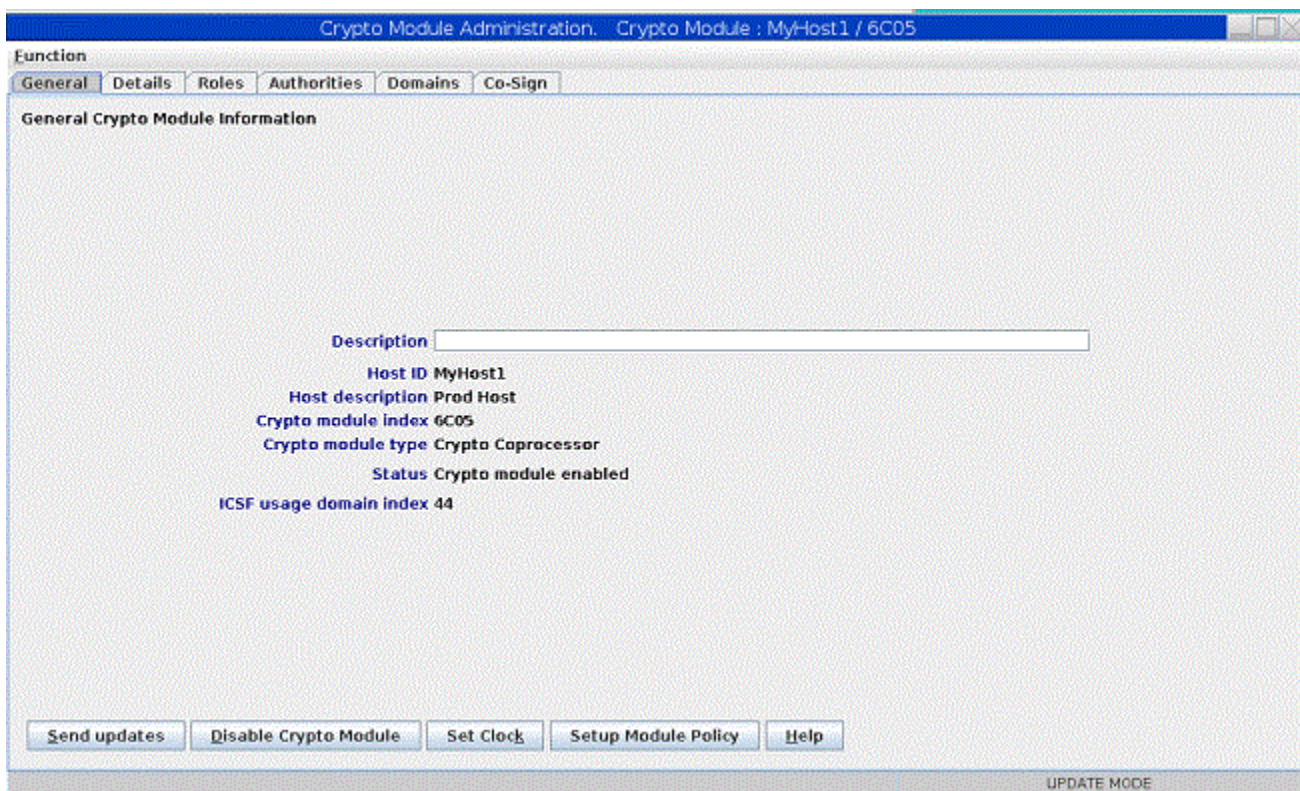 Crypto Module Administration. Crypto Module : MyHost1 / 6C05
Function
General Details Roles Authorities Domains Co-Sign
General Crypto Module Information
Description
Host ID MyHost1
Host description Prod Host
Crypto module index 6C05
Crypto module type Crypto Coprocessor
Status Crypto module enabled
ICSF usage domain index 44
Send updates Disable Crypto Module Set Clock Setup Module Policy Help
UPDATE MODE